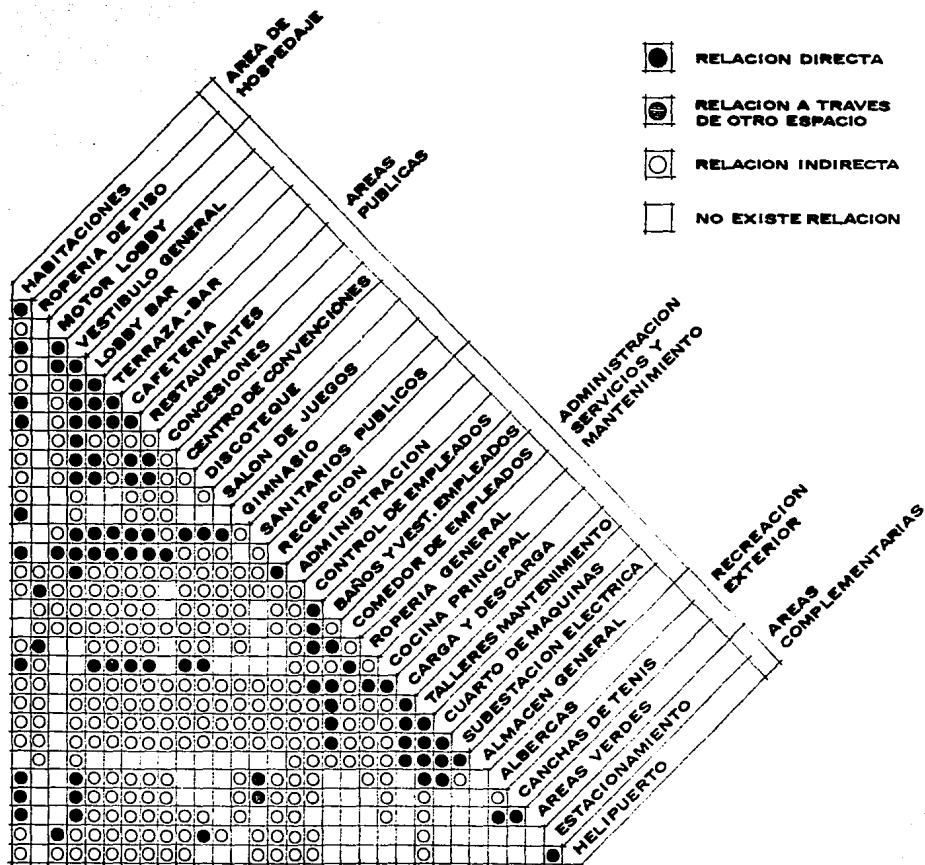 AREA DE
HOSPEDAJE
AREAS
PUBLICAS
ADMINISTRACION
SERVICIOS Y
MANTENIMIENTO
RECREACION
EXTERIOR
AREAS
COMPLEMENTARIAS
RELACION DIRECTA
RELACION A TRAVES
DE OTRO ESPACIO
RELACION INDIRECTA
NO EXISTE RELACION
HABITACIONES
ROPERIA DE PISO
MOTOR LOBBY
VESTIBULO GENERAL
LOBBY BAR
TERRAZA-BAR
CAFETERIA
RESTAURANTES
CONCESIONES
CENTRO DE CONVENCIONES
DISCOTEQUE
SALON DE JUEGOS
GIMNASIO
SANITARIOS PUBLICOS
RECEPCION
ADMINISTRACION
CONTROL DE EMPLEADOS
BAÑOS Y VEST. EMPLEADOS
COMEDOR DE EMPLEADOS
ROPERIA GENERAL
COCINA PRINCIPAL
CARGA Y DESCARGA
TALLERES MANTENIMIENTO
CUARTO DE MAQUINAS
SUBESTACION ELECTRICA
ALMACEN GENERAL
ALBERCAS
CANCHAS DE TENIS
AREAS VERDES
ESTACIONAMIENTO
HELIPUERTO